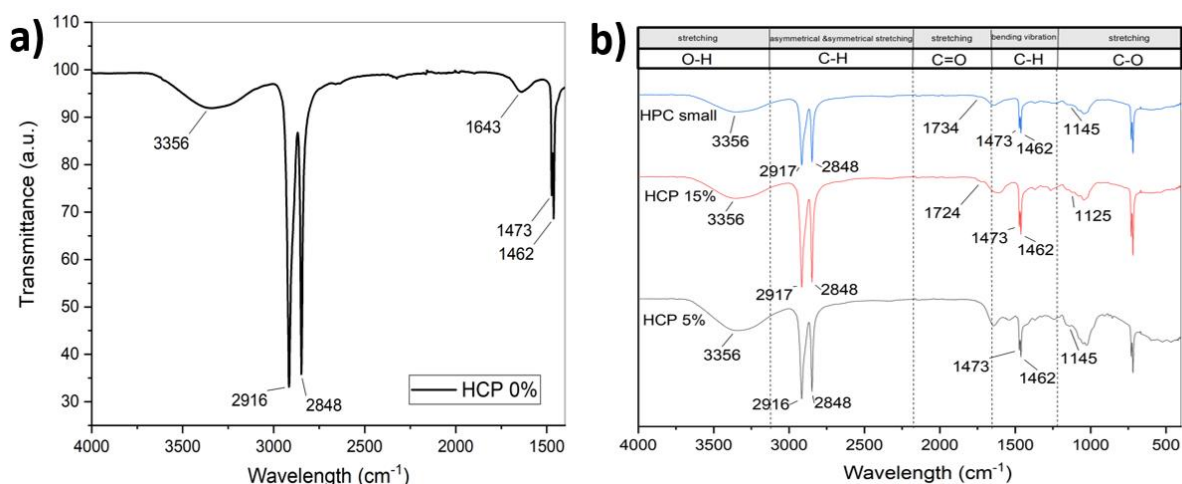 a)
110
100
90
80
70
60
50
40
30
Transmittance (a.u.)
3356
2916
2848
1643
1473
1462
HCP 0%
4000 3500 3000 2500 2000 1500
Wavelength (cm-1)
b)
stretching asymmetrical &symmetrical stretching stretching bending vibration stretching
O-H C-H C=O C-H C-O
HPC small
3356
2917
2848
1734
1473
1462
1145
HCP 15%
3356
2917
2848
1724
1473
1462
1125
HCP 5%
3356
2916
2848
1473
1462
1145
4000 3500 3000 2500 2000 1500 1000 500
Wavelength (cm-1)